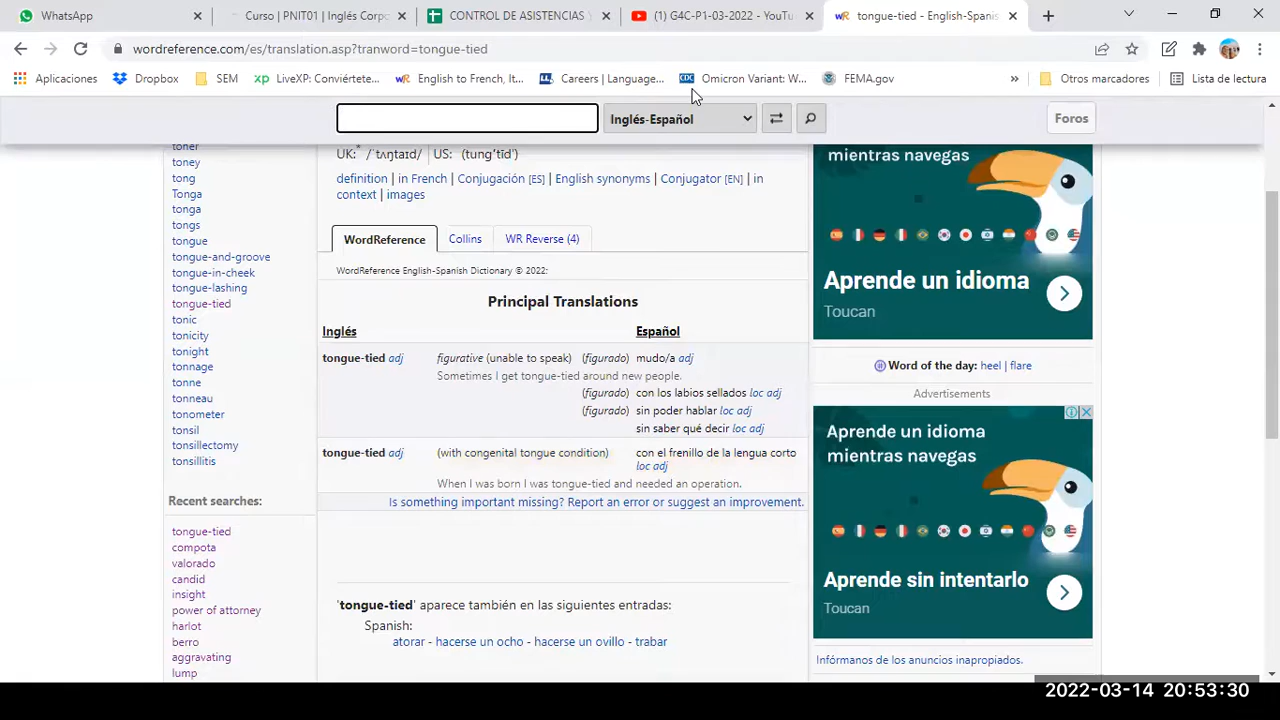 WhatsApp
Curso | PNIT01 | Inglés Corp
CONTROL DE ASISTENCIAS
(1) G4C-P1-03-2022 - YouTu
tongue-tied - English-Spanis
wordreference.com/es/translation.asp?tranword=tongue-tied
Aplicaciones
Dropbox
SEM
LiveXP: Conviértete...
English to French, It...
Careers | Language...
Omicron Variant: W...
FEMA.gov
»
Otros marcadores
Lista de lectura
Inglés-Español
Foros
toner
toney
tong
Tonga
tonga
tongs
tongue
tongue-and-groove
tongue-in-cheek
tongue-lashing
tongue-tied
tonic
tonicity
tonight
tonnage
tonne
tonneau
tonometer
tonsil
tonsillectomy
tonsillitis
Recent searches:
tongue-tied
compota
valorado
candid
insight
power of attorney
harlot
berro
aggravating
lump
UK:* /ˈtʌŋtaɪd/ US: (tung′tīd′)
definition | in French | Conjugación [ES] | English synonyms | Conjugator [EN] | in
context | images
WordReference
Collins
WR Reverse (4)
WordReference English-Spanish Dictionary © 2022:
Principal Translations
Inglés Español
tongue-tied adj figurative (unable to speak) (figurado) mudo/a adj
Sometimes I get tongue-tied around new people.
(figurado) con los labios sellados loc adj
(figurado) sin poder hablar loc adj
sin saber qué decir loc adj
tongue-tied adj (with congenital tongue condition) con el frenillo de la lengua corto
loc adj
When I was born I was tongue-tied and needed an operation.
Is something important missing? Report an error or suggest an improvement.
'tongue-tied' aparece también en las siguientes entradas:
Spanish:
atorar - hacerse un ocho - hacerse un ovillo - trabar
mientras navegas
Aprende un idioma
Toucan
Word of the day: heel | flare
Advertisements
Aprende un idioma
mientras navegas
Aprende sin intentarlo
Toucan
Infórmanos de los anuncios inapropiados.
2022-03-14 20:53:30